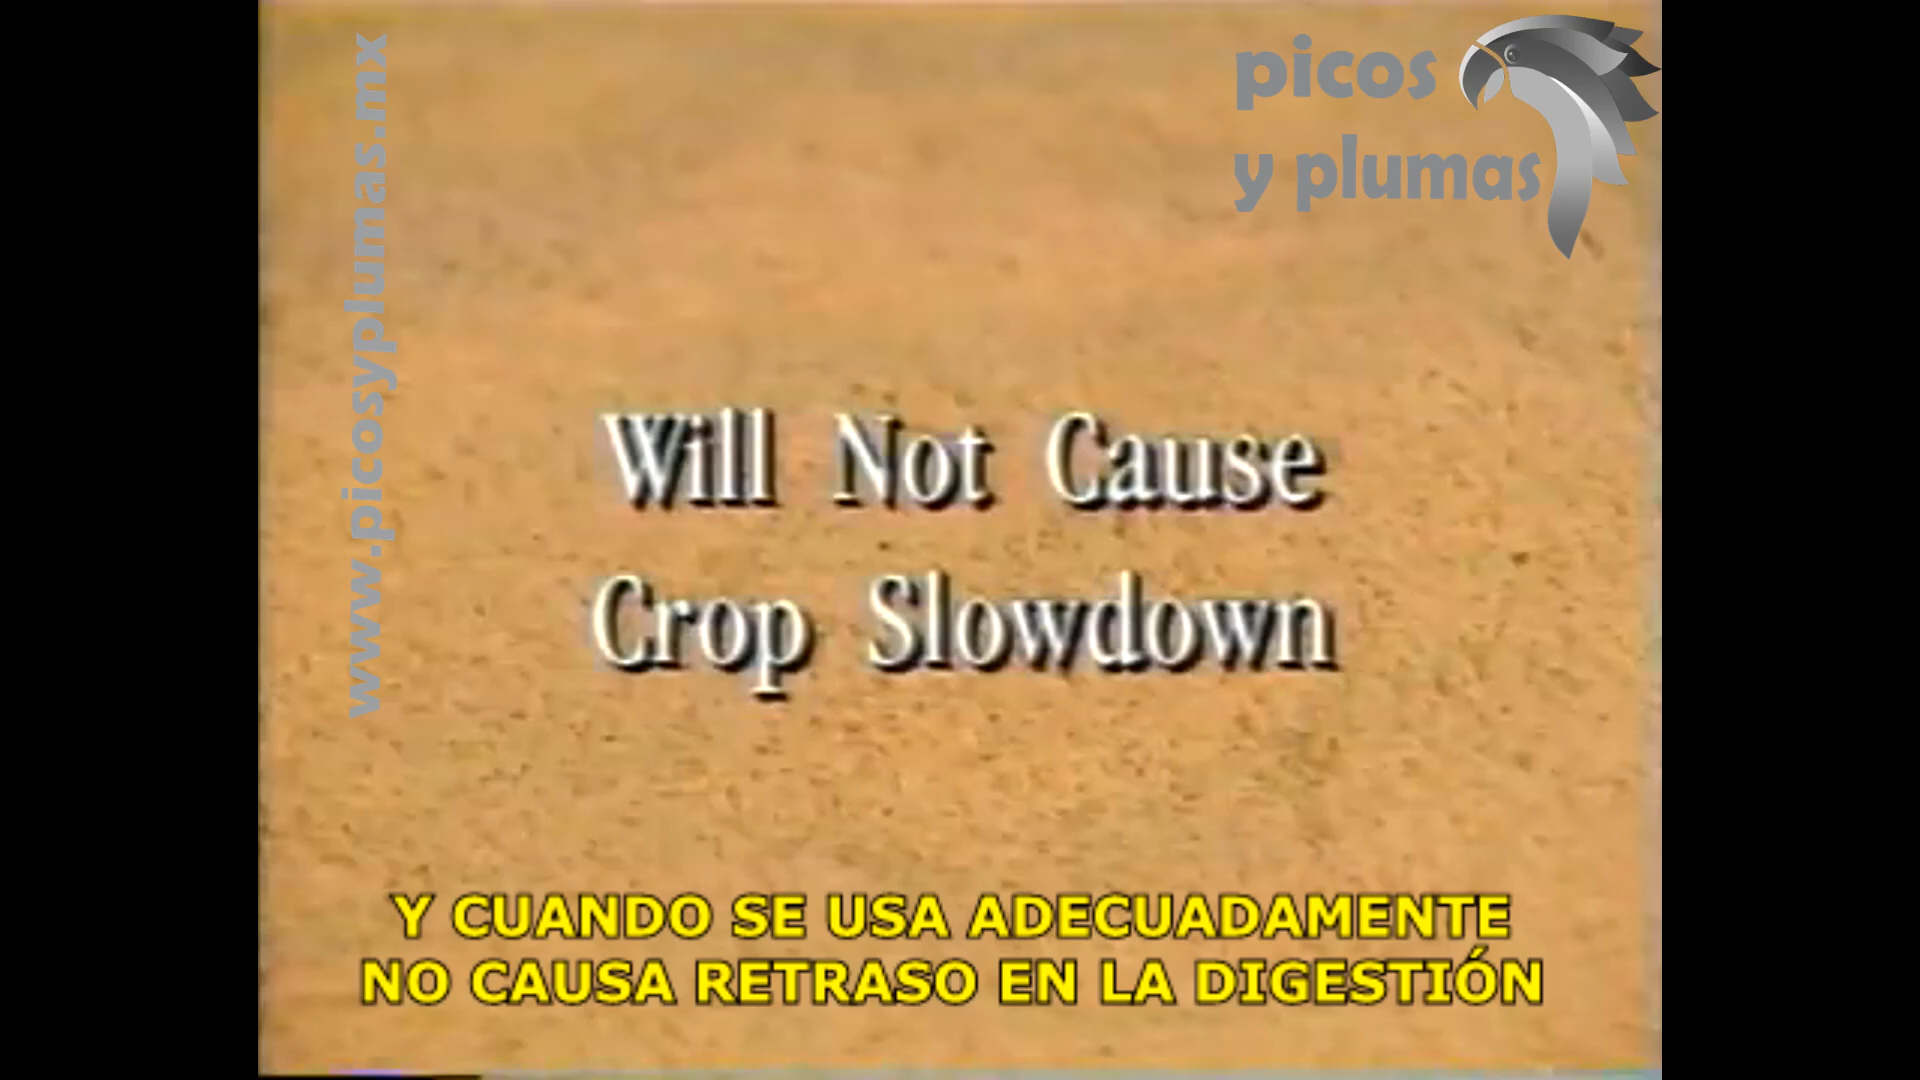 picos
y plumas
www.picosyplumas.mx
Will Not Cause
Crop Slowdown
Y CUANDO SE USA ADECUADAMENTE
NO CAUSA RETRASO EN LA DIGESTIÓN